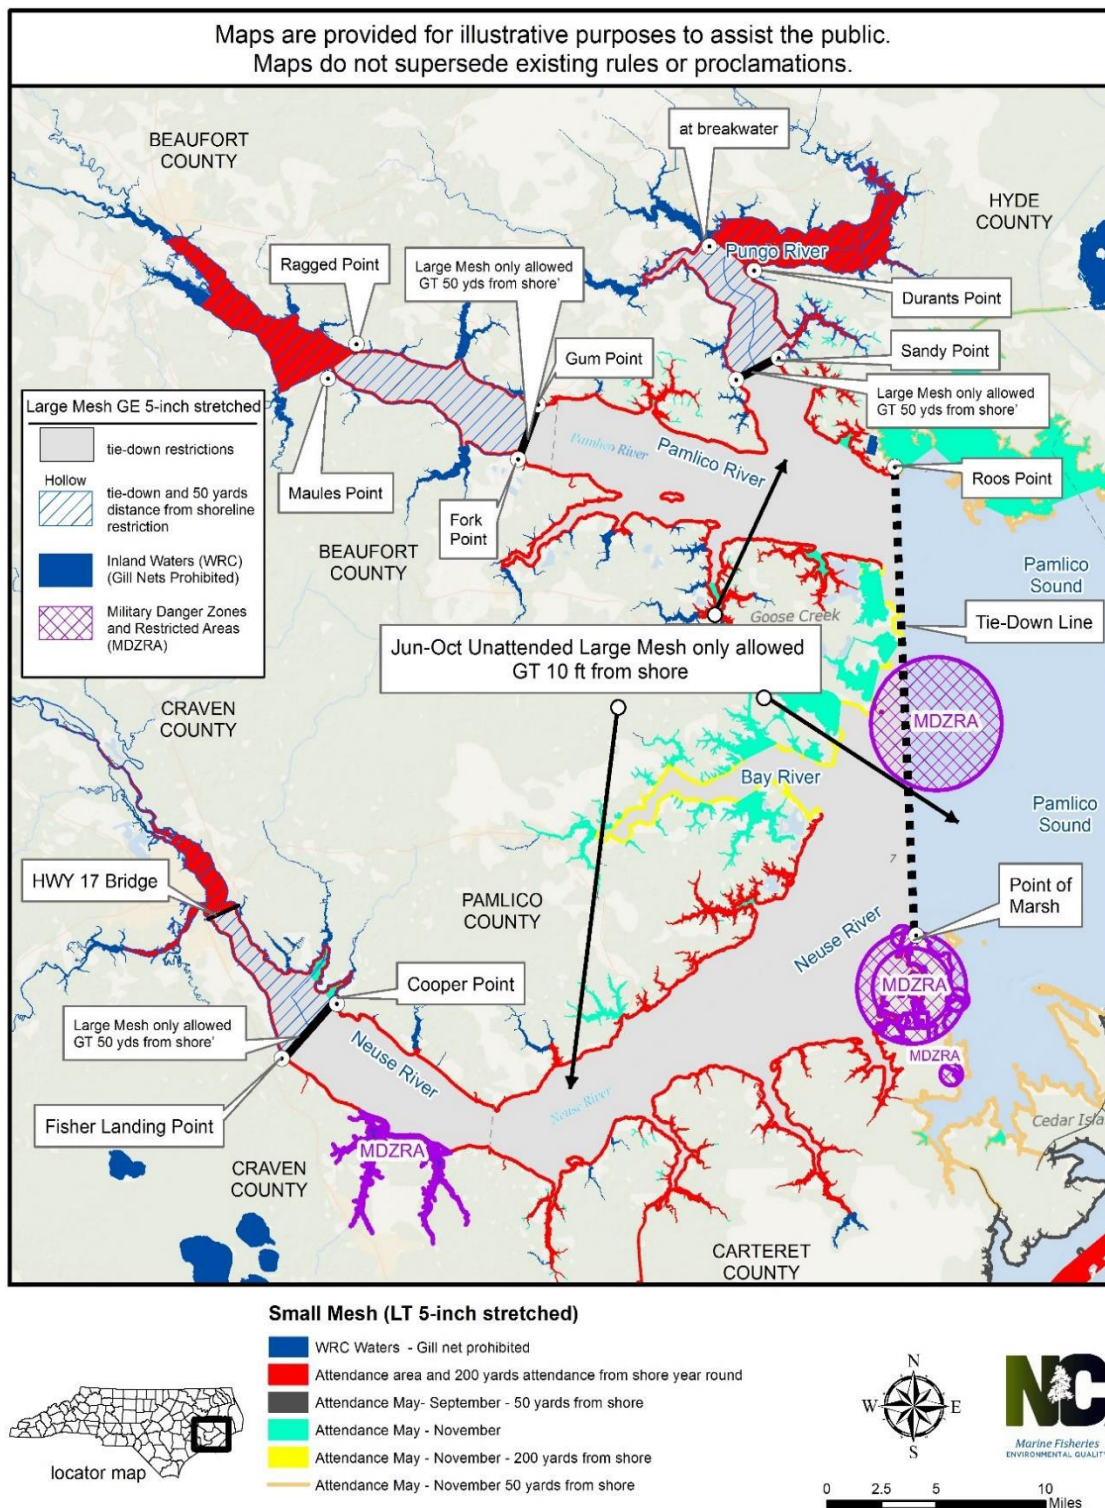 Maps are provided for illustrative purposes to assist the public.
Maps do not supersede existing rules or proclamations.
BEAUFORT
COUNTY
at breakwater
HYDE
COUNTY
Ragged Point
Large Mesh only allowed
GT 50 yds from shore'
Pungo River
Durants Point
Gum Point
Sandy Point
Large Mesh only allowed
GT 50 yds from shore'
Large Mesh GE 5-inch stretched
tie-down restrictions
Hollow
tie-down and 50 yards
distance from shoreline
restriction
Inland Waters (WRC)
(Gill Nets Prohibited)
Military Danger Zones
and Restricted Areas
(MDZRA)
Maules Point
Fork
Point
Pamlico River
Pamlico River
Roos Point
BEAUFORT
COUNTY
Pamlico
Sound
Goose Creek
Tie-Down Line
Jun-Oct Unattended Large Mesh only allowed
GT 10 ft from shore
CRAVEN
COUNTY
MDZRA
Bay River
Pamlico
Sound
7
HWY 17 Bridge
PAMLICO
COUNTY
Point of
Marsh
Neuse River
Cooper Point
MDZRA
Large Mesh only allowed
GT 50 yds from shore'
Neuse River
MDZRA
Neuse River
Fisher Landing Point
Cedar Isla
MDZRA
CRAVEN
COUNTY
CARTERET
COUNTY
Small Mesh (LT 5-inch stretched)
WRC Waters - Gill net prohibited
Attendance area and 200 yards attendance from shore year round
Attendance May- September - 50 yards from shore
Attendance May - November
Attendance May - November - 200 yards from shore
Attendance May - November 50 yards from shore
locator map
N
W
E
S
NC
Marine Fisheries
ENVIRONMENTAL QUALITY
0 2.5 5 10
Miles